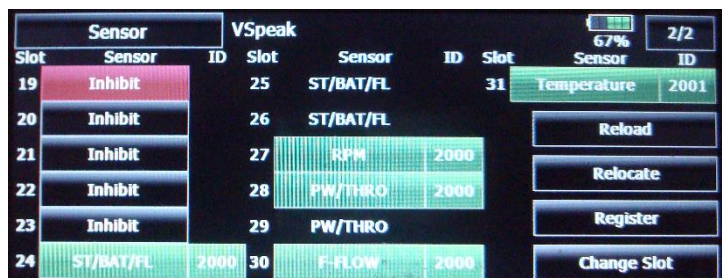 Sensor VSpeak 67% 2/2
Slot Sensor ID Slot Sensor ID Slot Sensor ID
19 Inhibit 25 ST/BAT/FL 31 Temperature 2001
20 Inhibit 26 ST/BAT/FL Reload
21 Inhibit 27 RPM 2000
22 Inhibit 28 PW/THRO 2000 Relocate
23 Inhibit 29 PW/THRO Register
24 ST/BAT/FL 2000 30 F-FLOW 2000 Change Slot